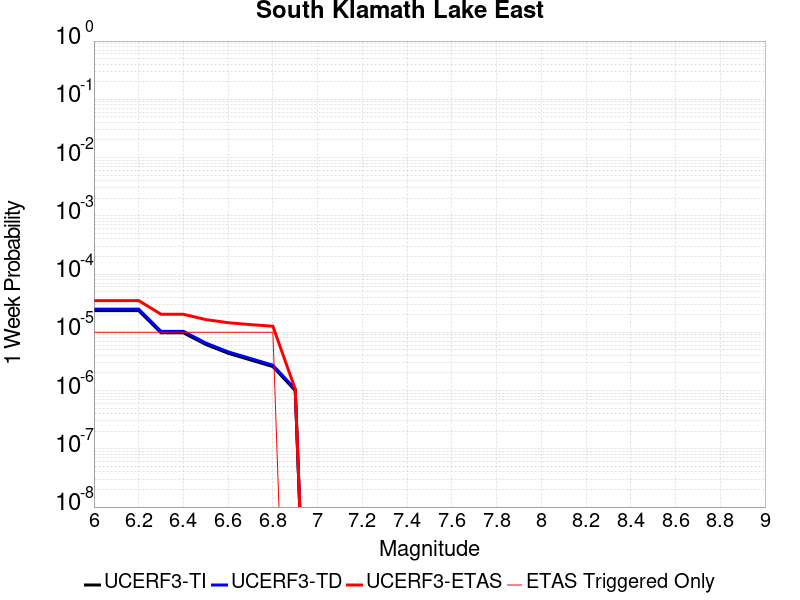 South Klamath Lake East
10 0
10-1
10-2
10-3
10-4
10-5
10-6
10-7
10-8
1 Week Probability
6 6.2 6.4 6.6 6.8 7 7.2 7.4 7.6 7.8 8 8.2 8.4 8.6 8.8 9
Magnitude
UCERF3-TI UCERF3-TD UCERF3-ETAS ETAS Triggered Only